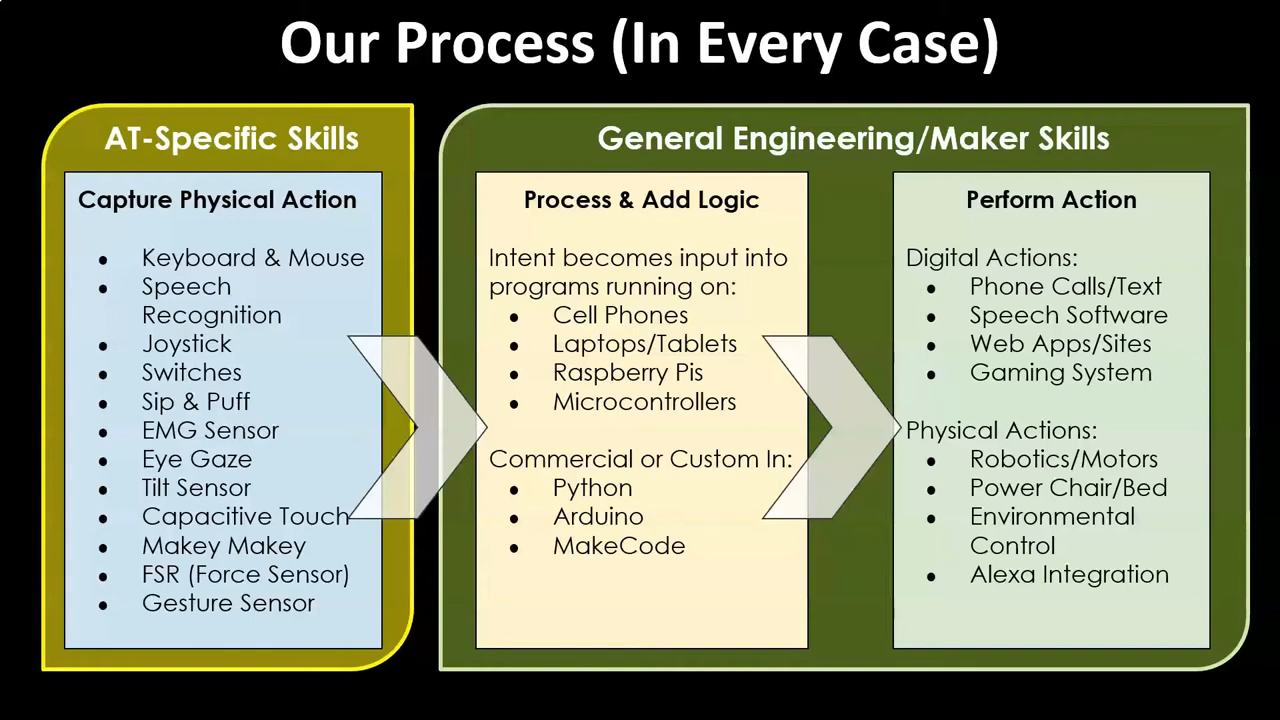 Our Process (In Every Case)
AT-Specific Skills
Capture Physical Action
• Keyboard & Mouse
• Speech
Recognition
• Joystick
• Switches
• Sip & Puff
• EMG Sensor
• Eye Gaze
• Tilt Sensor
• Capacitive Touch
• Makey Makey
• FSR (Force Sensor)
• Gesture Sensor
General Engineering/Maker Skills
Process & Add Logic
Intent becomes input into
programs running on:
• Cell Phones
• Laptops/Tablets
• Raspberry Pis
• Microcontrollers
Commercial or Custom In:
• Python
• Arduino
• MakeCode
Perform Action
Digital Actions:
• Phone Calls/Text
• Speech Software
• Web Apps/Sites
• Gaming System
Physical Actions:
• Robotics/Motors
• Power Chair/Bed
• Environmental
Control
• Alexa Integration